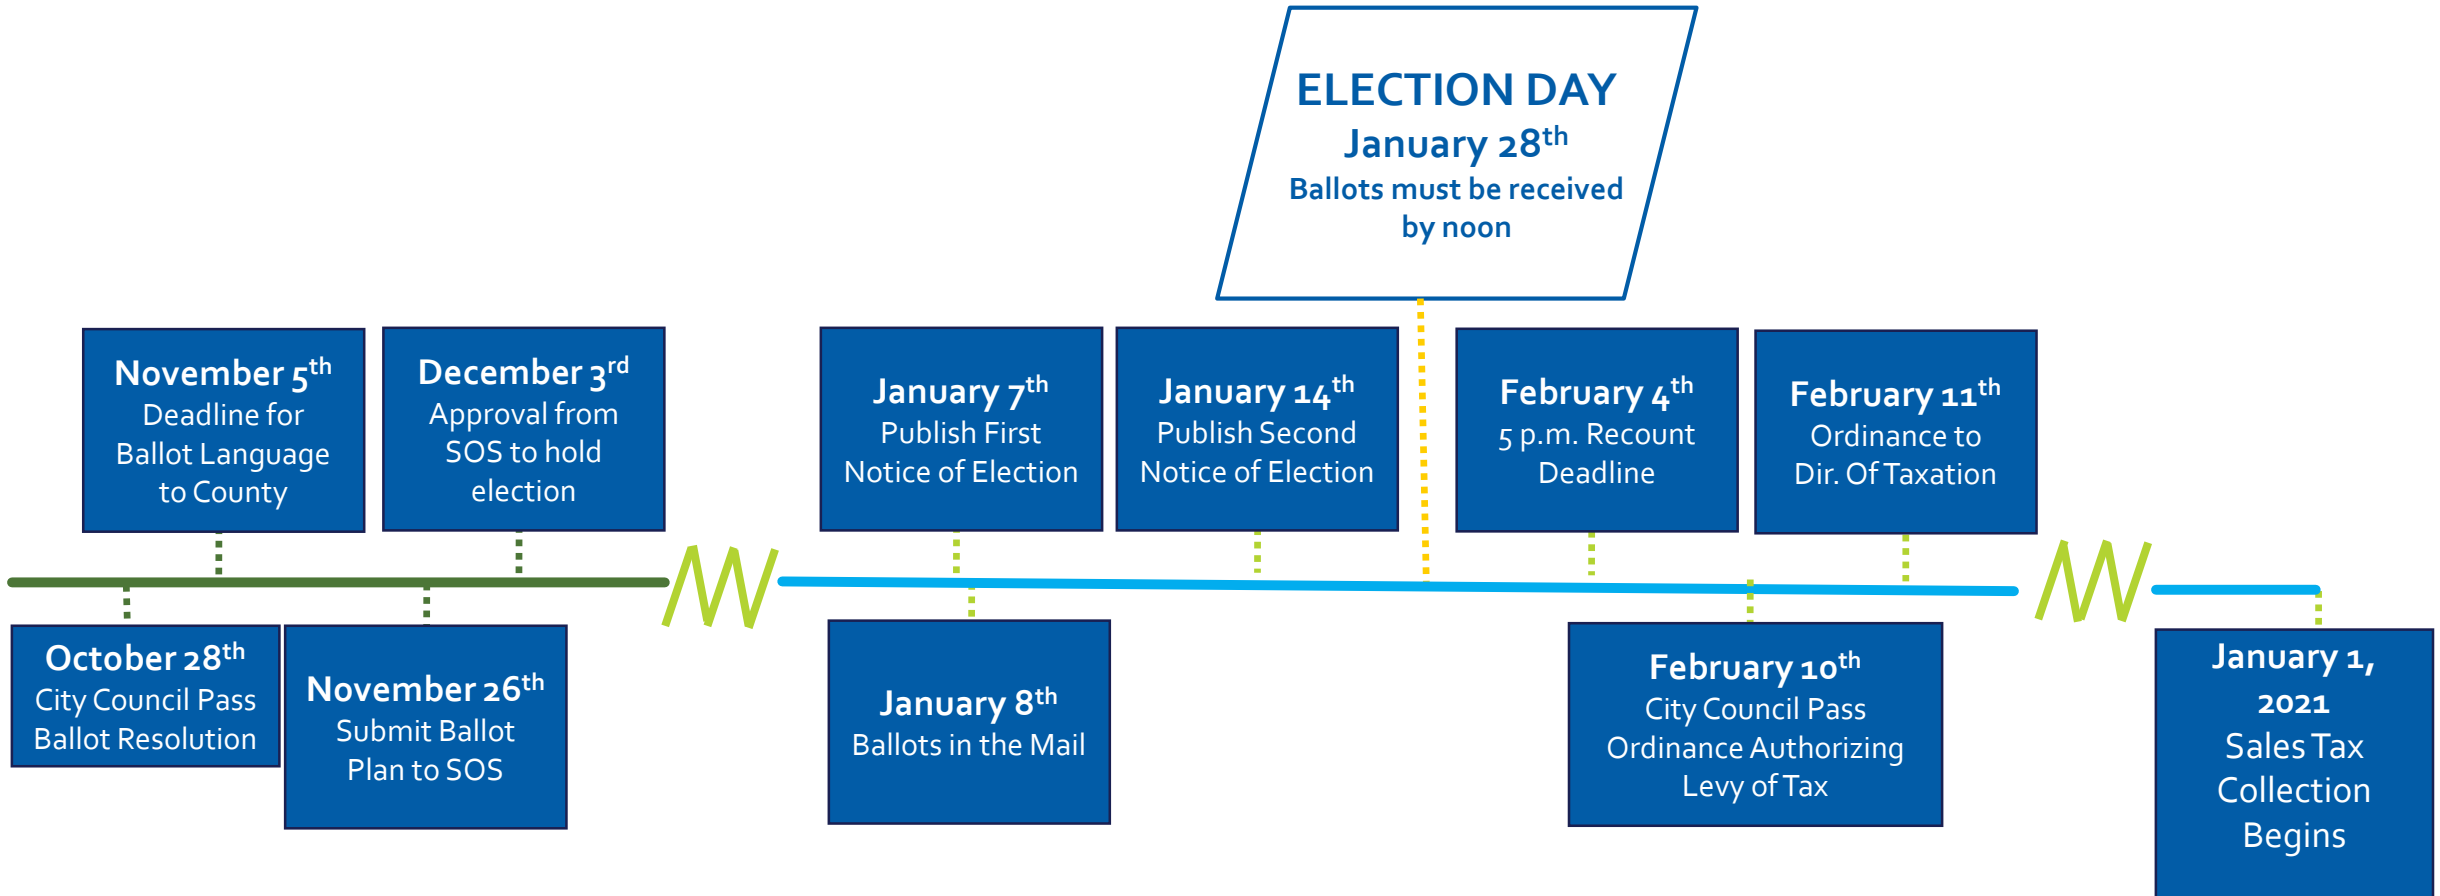 ELECTION DAY
January 28th
Ballots must be received
by noon
November 5th
Deadline for
Ballot Language
to County
December 3rd
Approval from
SOS to hold
election
January 7th
Publish First
Notice of Election
January 14th
Publish Second
Notice of Election
February 4th
5 p.m. Recount
Deadline
February 11th
Ordinance to
Dir. Of Taxation
October 28th
City Council Pass
Ballot Resolution
November 26th
Submit Ballot
Plan to SOS
January 8th
Ballots in the Mail
February 10th
City Council Pass
Ordinance Authorizing
Levy of Tax
January 1,
2021
Sales Tax
Collection
Begins